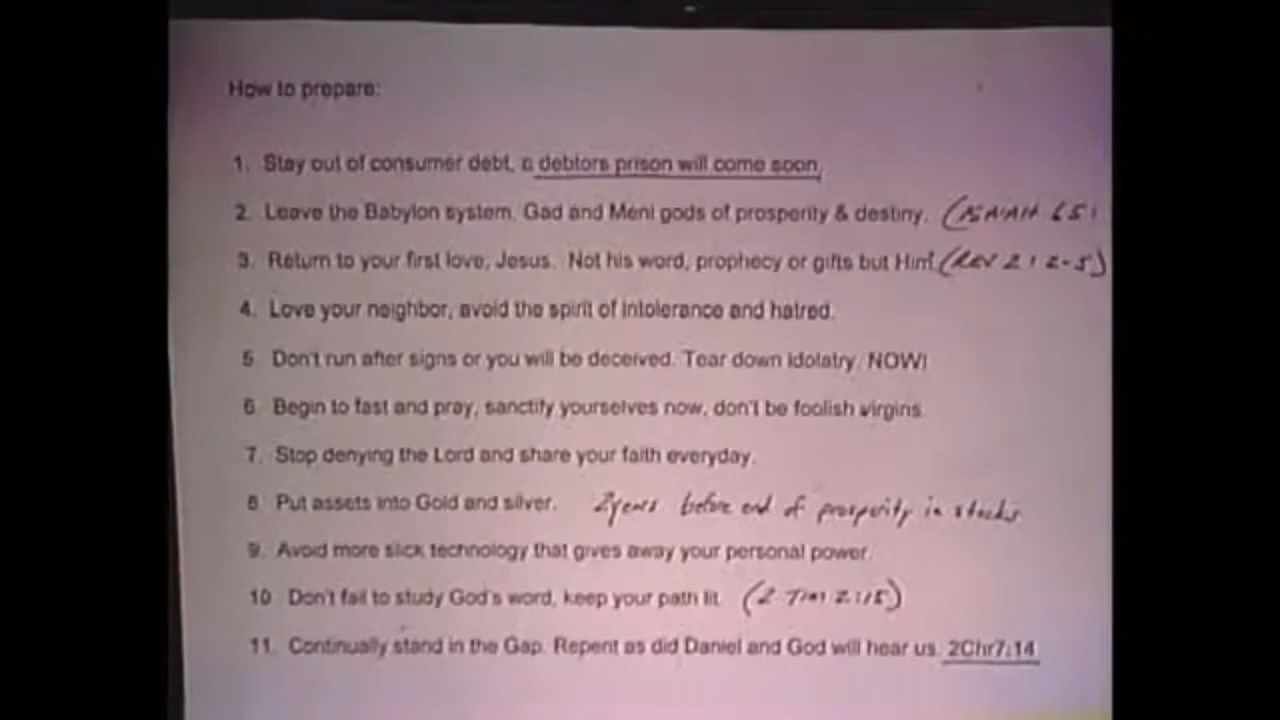 How to prepare:
1. Stay out of consumer debt, a debtors prison will come soon,
2. Leave the Babylon system, Gad and Meni gods of prosperity & destiny. (ISAIAH 65:
3. Return to your first love, Jesus. Not his word, prophecy or gifts but Him! (REV 2:2-5)
4. Love your neighbor, avoid the spirit of intolerance and hatred.
5 Don't run after signs or you will be deceived. Tear down idolatry NOW!
6 Begin to fast and pray, sanctify yourselves now, don't be foolish virgins
7. Stop denying the Lord and share your faith everyday.
8 Put assets into Gold and silver. 2 years before end of prosperity in stocks
9. Avoid more slick technology that gives away your personal power.
10 Don't fail to study God's word, keep your path lit (2 TIM 2:15)
11. Continually stand in the Gap. Repent as did Daniel and God will hear us. 2Chr7:14